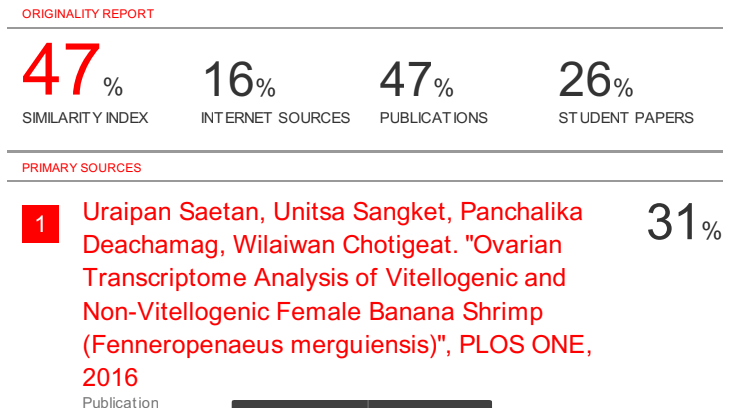 ORIGINALITY REPORT
47% 16% 47% 26%
SIMILARITY INDEX INTERNET SOURCES PUBLICATIONS STUDENT PAPERS
PRIMARY SOURCES
1 Uraipan Saetan, Unitsa Sangket, Panchalika 31%
Deachamag, Wilaiwan Chotigeat. "Ovarian
Transcriptome Analysis of Vitellogenic and
Non-Vitellogenic Female Banana Shrimp
(Fenneropenaeus merguiensis)", PLOS ONE,
2016
Publication